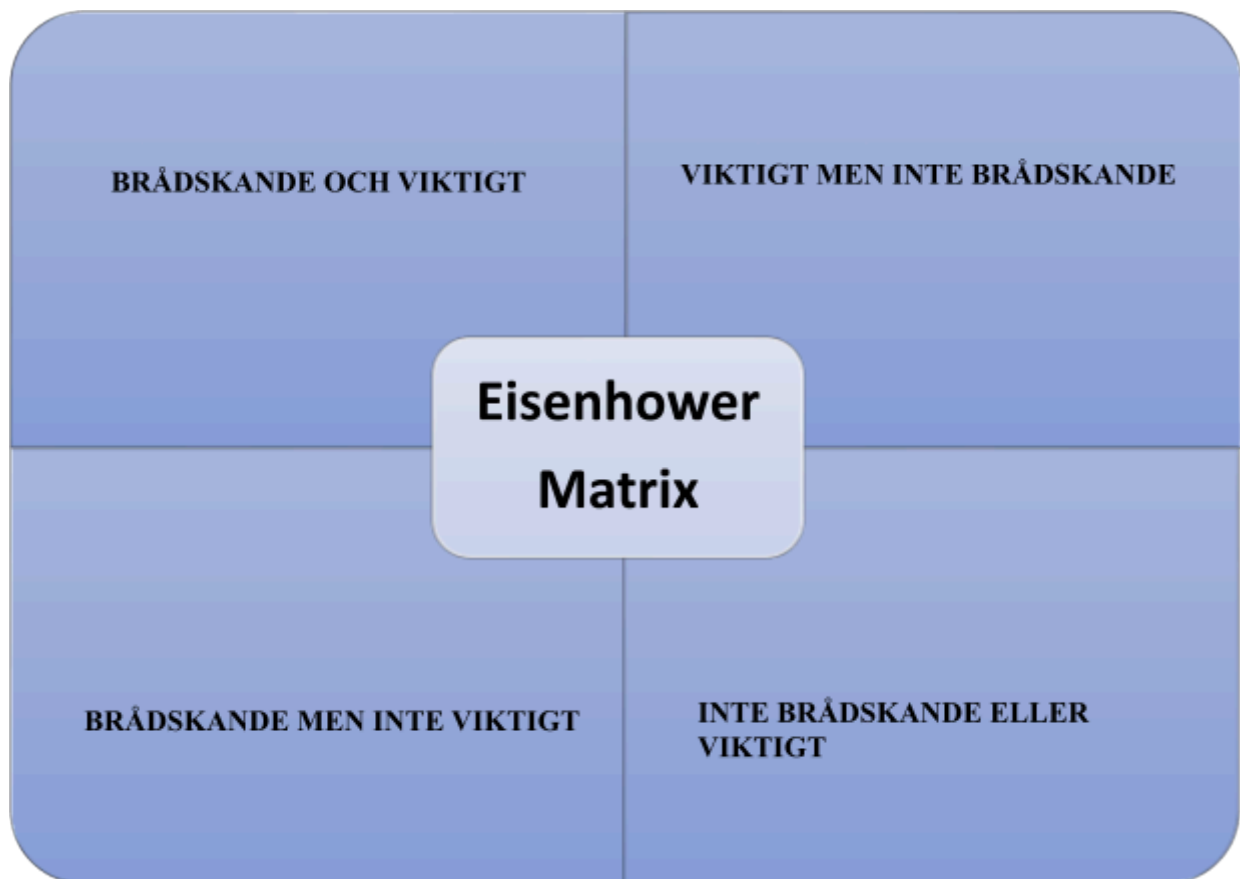 BRÅDSKANDE OCH VIKTIGT
VIKTIGT MEN INTE BRÅDSKANDE
Eisenhower
Matrix
BRÅDSKANDE MEN INTE VIKTIGT
INTE BRÅDSKANDE ELLER
VIKTIGT